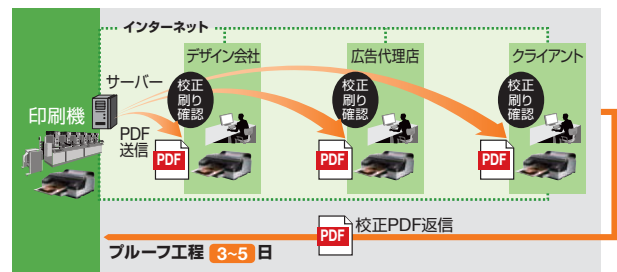 インターネット
デザイン会社
広告代理店
クライアント
サーバー
印刷機
校正
刷り
確認
校正
刷り
確認
校正
刷り
確認
PDF
送信
PDF
PDF
PDF
PDF
校正PDF返信
プルーフ工程 3~5 日